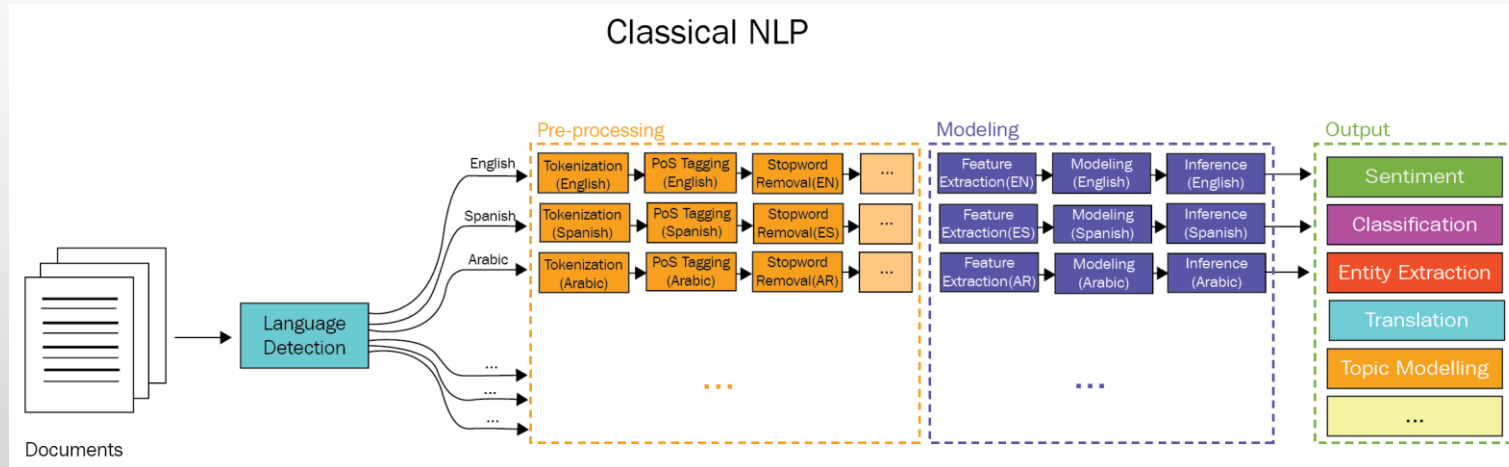 Classical NLP
Pre-processing
Modeling
Output
English
Tokenization
(English)
PoS Tagging
(English)
Stopword
Removal(EN)
...
Feature
Extraction(EN)
Modeling
(English)
Inference
(English)
Sentiment
Spanish
Tokenization
(Spanish)
PoS Tagging
(Spanish)
Stopword
Removal(ES)
...
Feature
Extraction(ES)
Modeling
(Spanish)
Inference
(Spanish)
Classification
Arabic
Tokenization
(Arabic)
PoS Tagging
(Arabic)
Stopword
Removal(AR)
...
Feature
Extraction(AR)
Modeling
(Arabic)
Inference
(Arabic)
Entity Extraction
Language
Detection
Translation
...
...
...
...
...
Topic Modelling
...
Documents